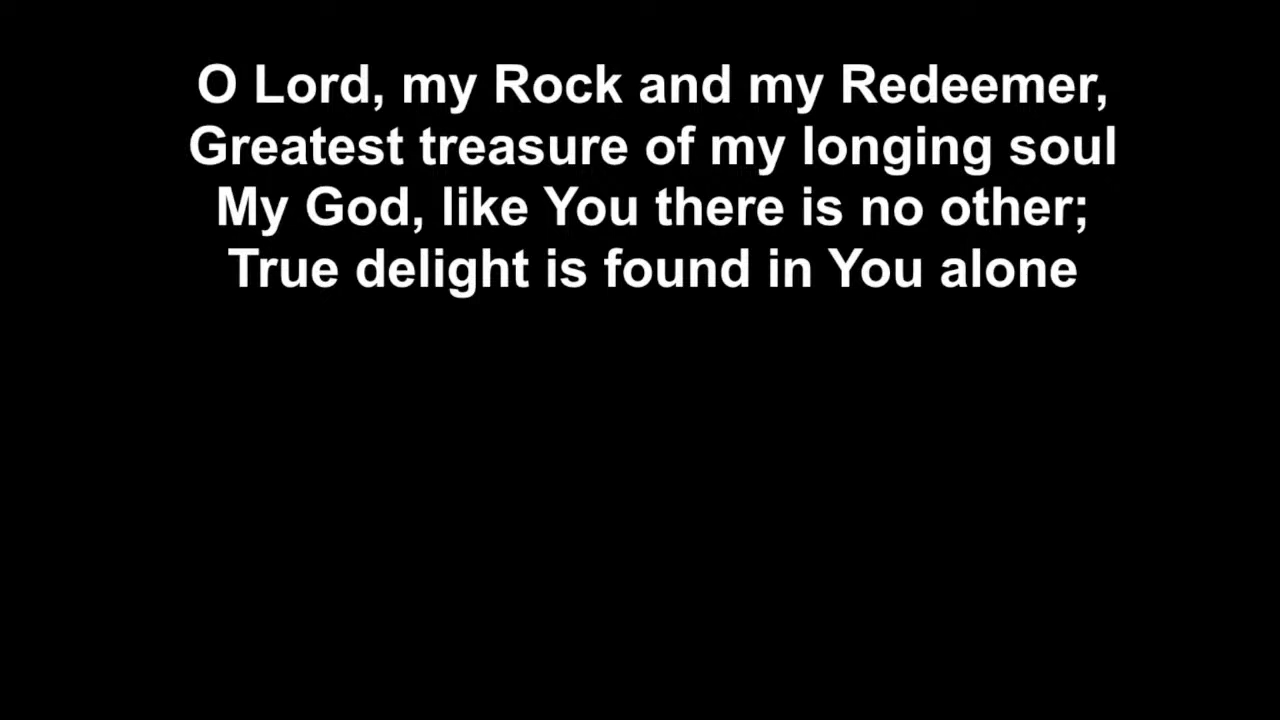 O Lord, my Rock and my Redeemer,
Greatest treasure of my longing soul
My God, like You there is no other;
True delight is found in You alone